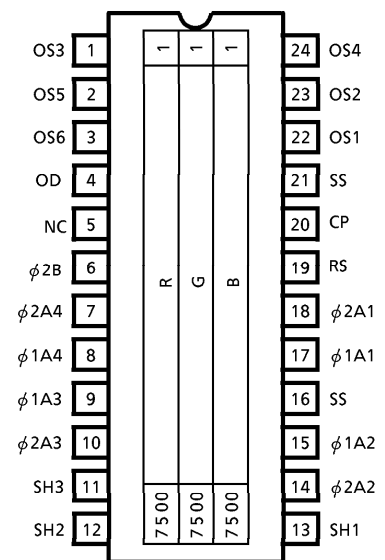 OS3 1 1 1 1 24 OS4
OS5 2 23 OS2
OS6 3 22 OS1
OD 4 21 SS
NC 5 20 CP
ϕ2B 6 R G B 19 RS
ϕ2A4 7 18 ϕ2A1
ϕ1A4 8 17 ϕ1A1
ϕ1A3 9 16 SS
ϕ2A3 10 15 ϕ1A2
SH3 11 14 ϕ2A2
SH2 12 7500 7500 7500 13 SH1